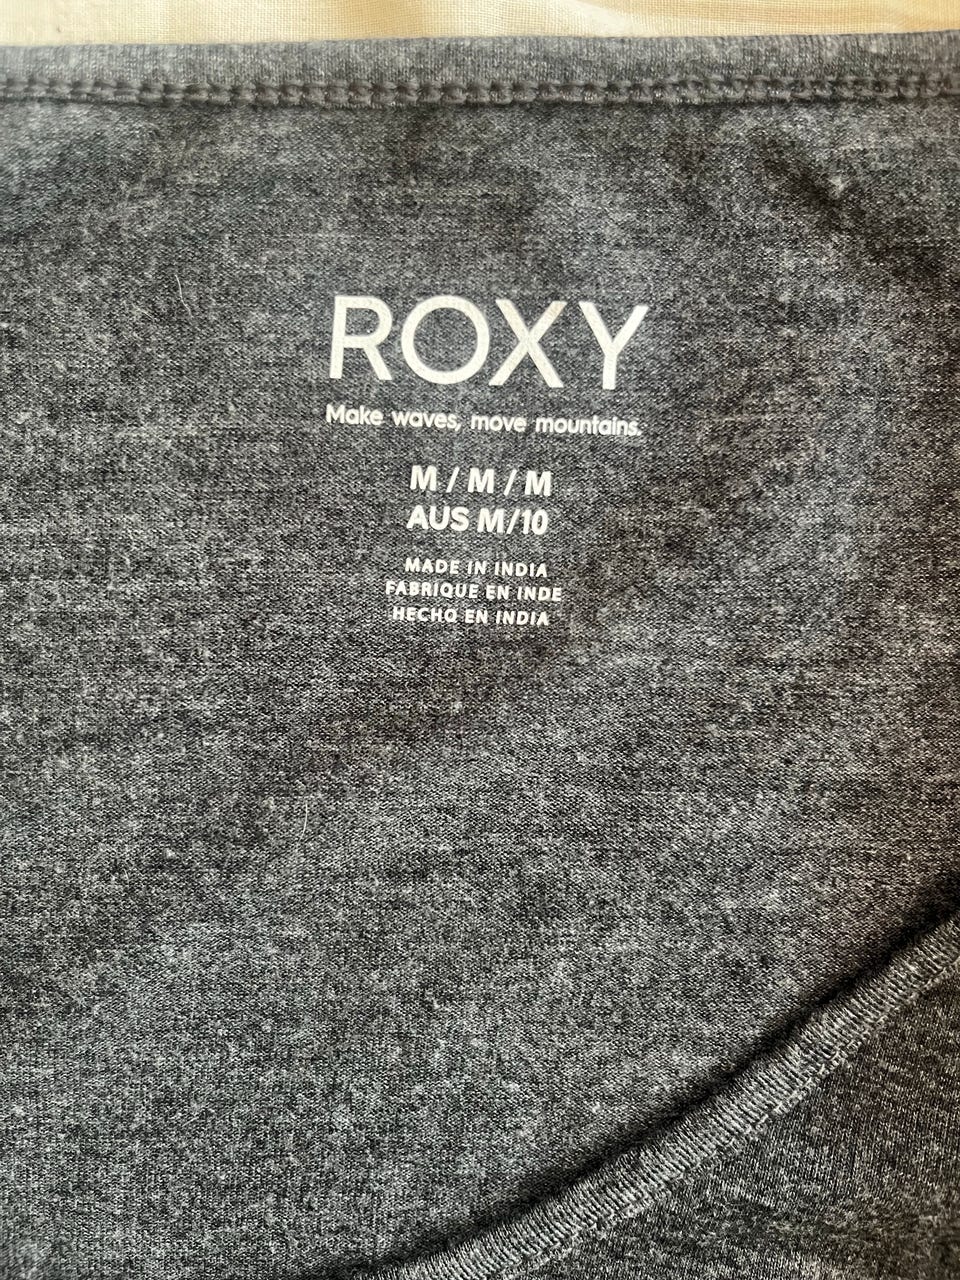 ROXY
Make waves, move mountains.
M / M / M
AUS M/10
MADE IN INDIA
FABRIQUE EN INDE
HECHO EN INDIA